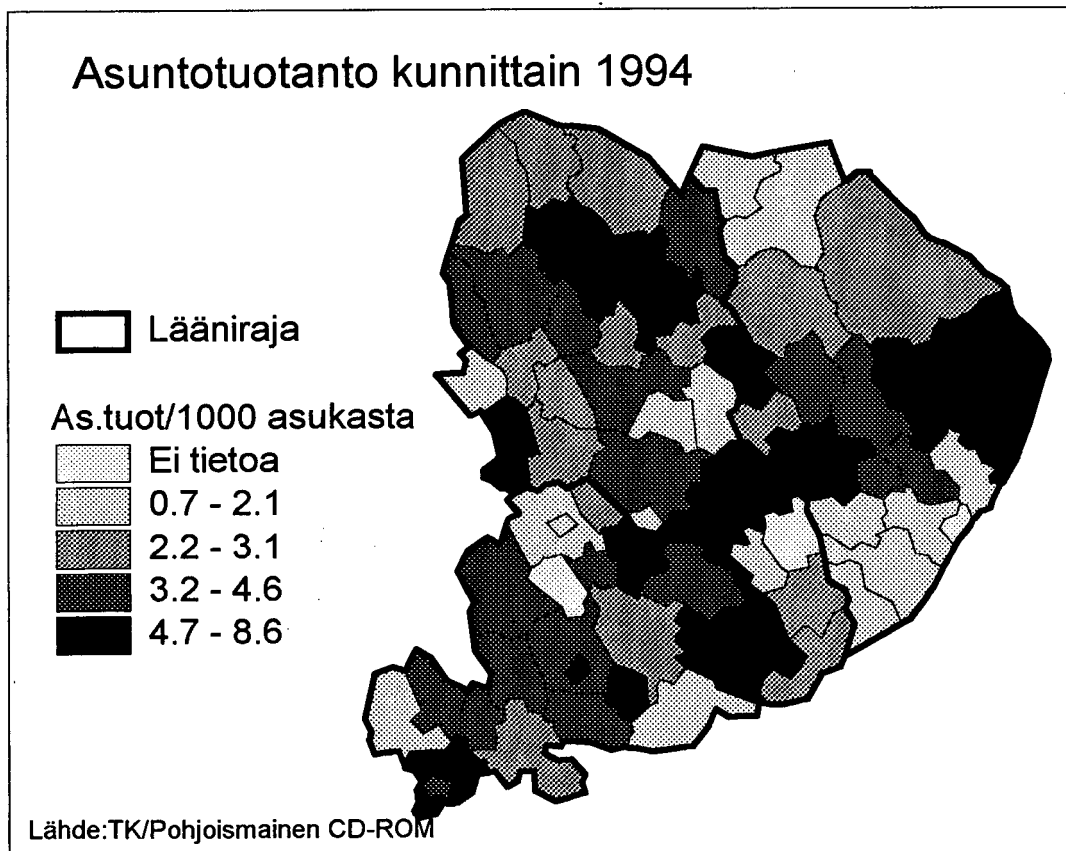 Asuntotuotanto kunnittain 1994
Lääniraja
As.tuot/1000 asukasta
Ei tietoa
0.7 - 2.1
2.2 - 3.1
3.2 - 4.6
4.7 - 8.6
Lähde:TK/Pohjoismainen CD-ROM